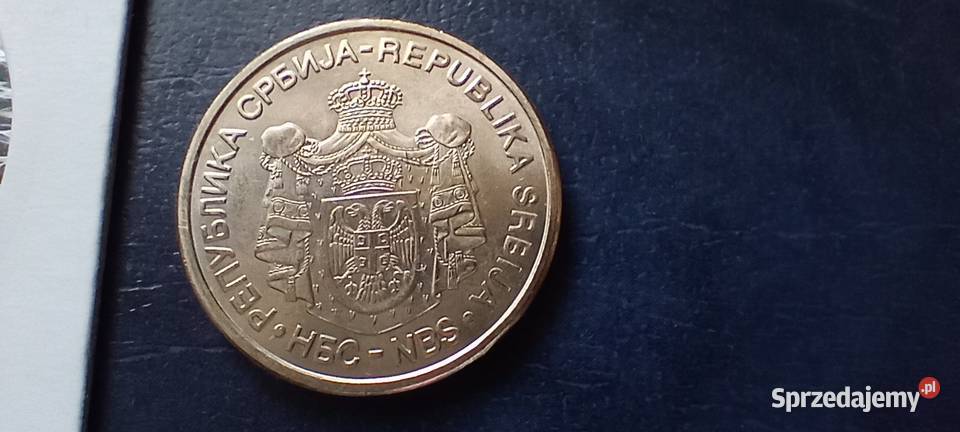 РЕПУБЛИКА СРБИЈА-REPUBLIKA SRBIJA
НБС - NBS
Sprzedajemy.pl